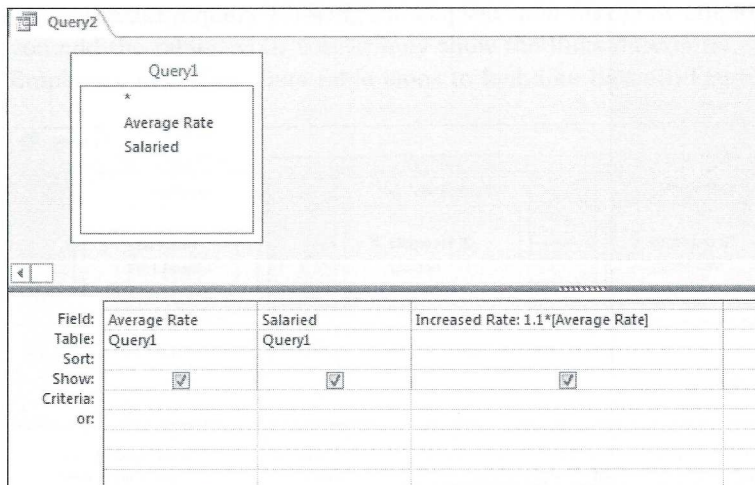 Query2
Query1
*
Average Rate
Salaried
Field: Average Rate Salaried Increased Rate: 1.1*[Average Rate]
Table: Query1 Query1
Sort:
Show:
Criteria:
or: